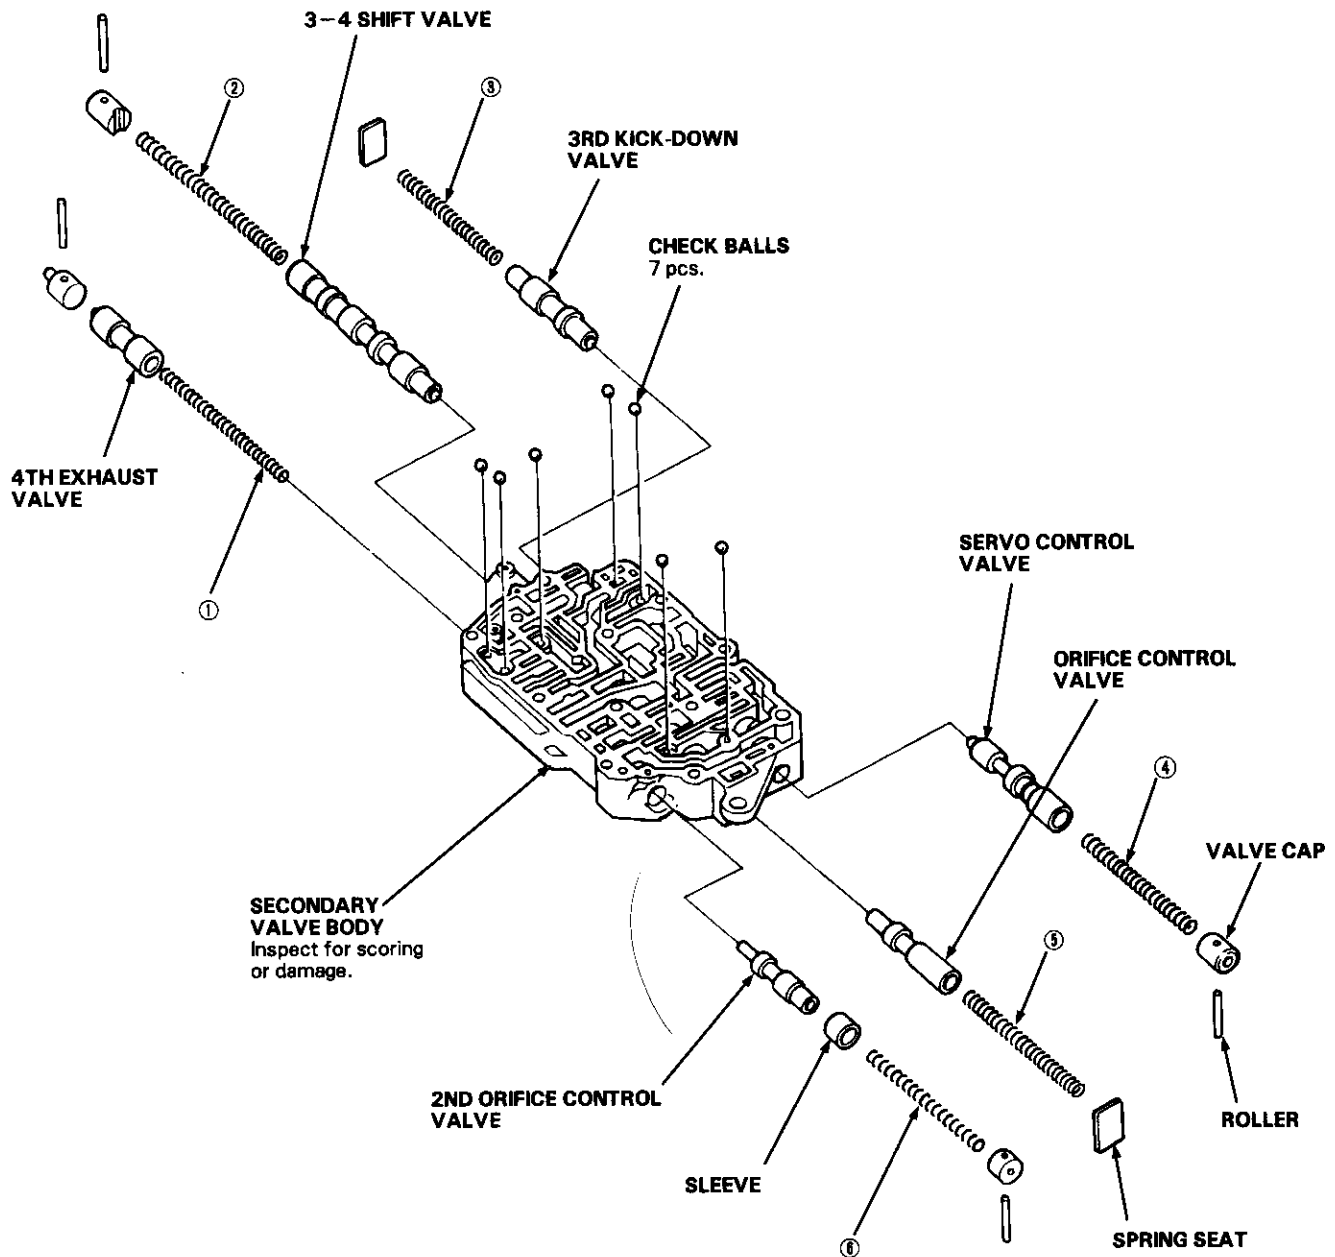 3-4 SHIFT VALVE
②
③
3RD KICK-DOWN
VALVE
CHECK BALLS
7 pcs.
4TH EXHAUST
VALVE
①
SERVO CONTROL
VALVE
ORIFICE CONTROL
VALVE
④
VALVE CAP
SECONDARY
VALVE BODY
Inspect for scoring
or damage.
⑤
2ND ORIFICE CONTROL
VALVE
ROLLER
SLEEVE
⑥
SPRING SEAT